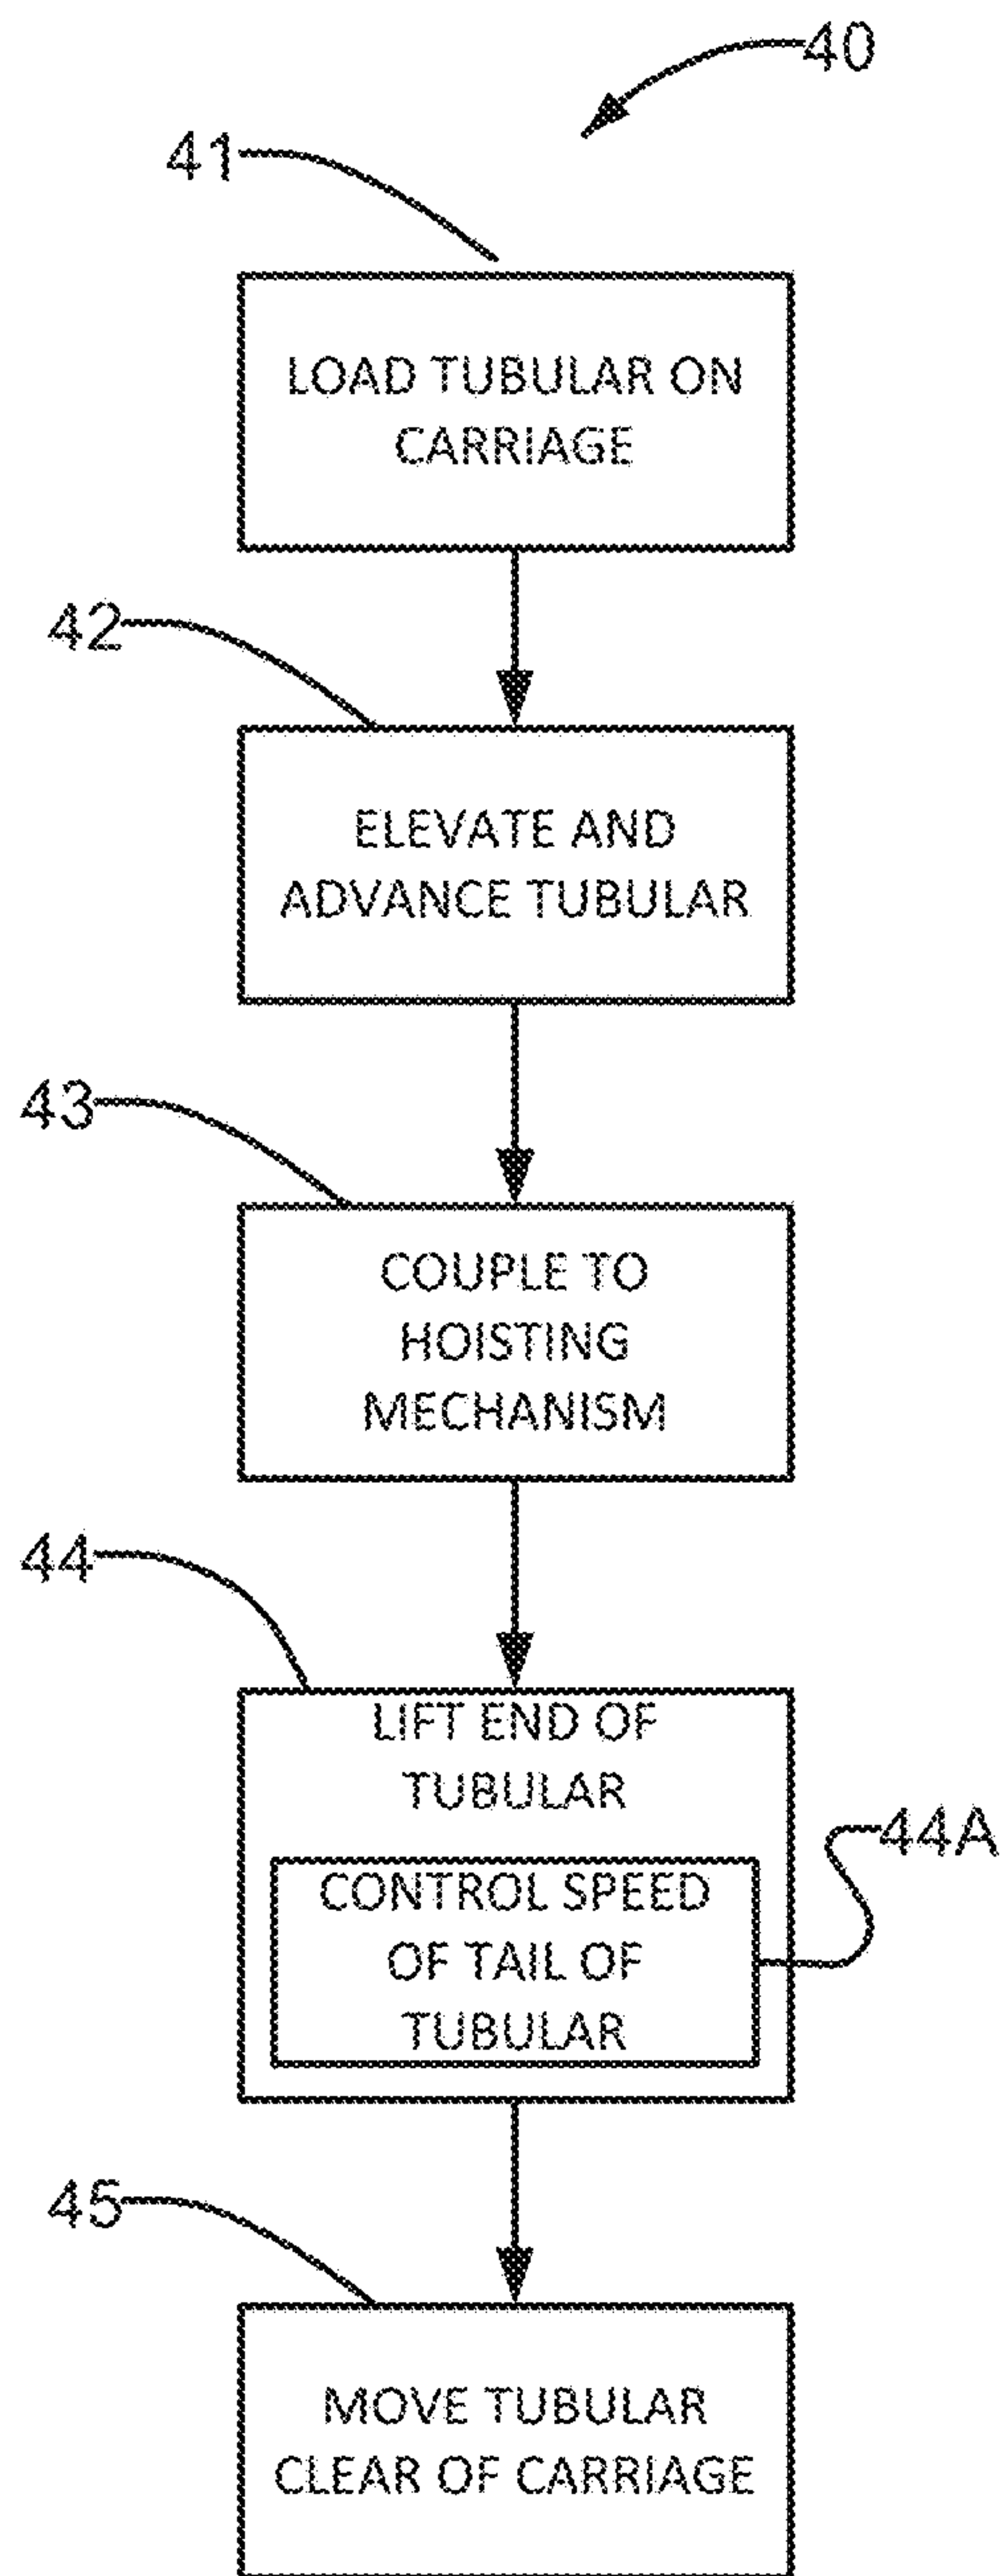 40
41
LOAD TUBULAR ON
CARRIAGE
42
ELEVATE AND
ADVANCE TUBULAR
43
COUPLE TO
HOISTING
MECHANISM
44
LIFT END OF
TUBULAR
44A
CONTROL SPEED
OF TAIL OF
TUBULAR
45
MOVE TUBULAR
CLEAR OF CARRIAGE